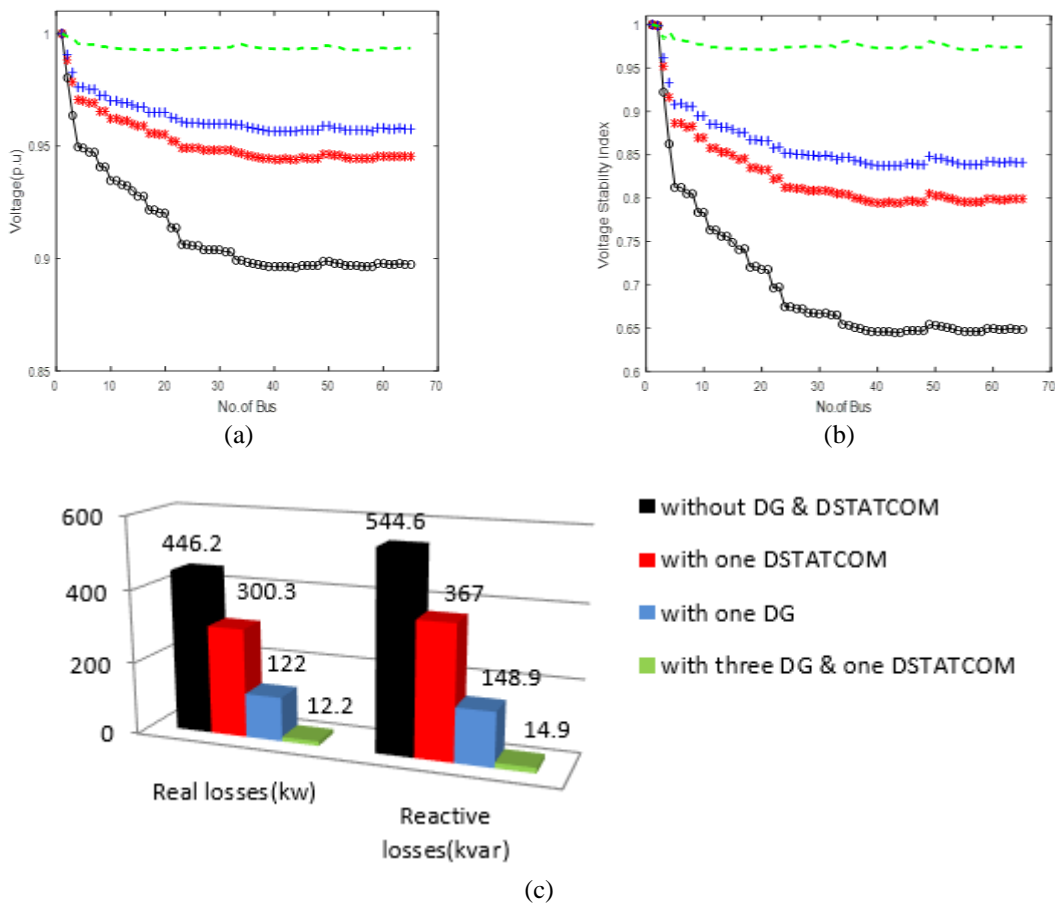 1
0.95
0.9
0.85
Voltage(p.u)
0 10 20 30 40 50 60 70
No.of Bus
(a)
1
0.95
0.9
0.85
0.8
0.75
0.7
0.65
0.6
Voltage Stability Index
0 10 20 30 40 50 60 70
No.of Bus
(b)
600
400
200
0
446.2
300.3
122
12.2
544.6
367
148.9
14.9
Real losses(kw)
Reactive
losses(kvar)
without DG & DSTATCOM
with one DSTATCOM
with one DG
with three DG & one DSTATCOM
(c)